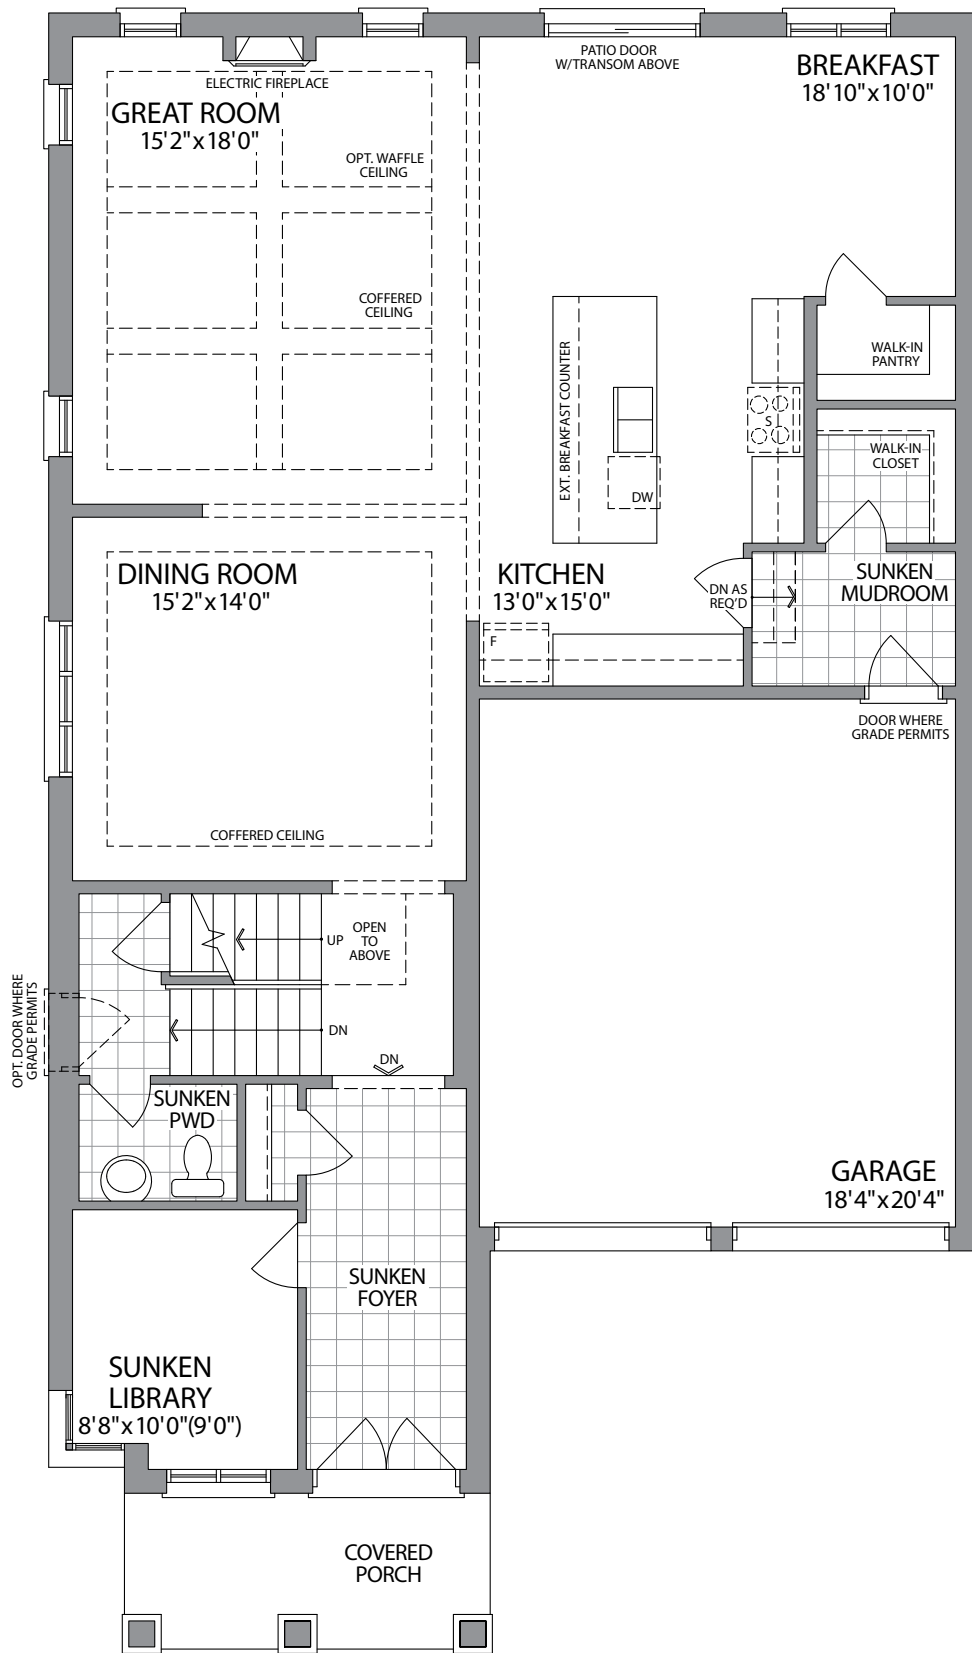 PATIO DOOR
W/TRANSOM ABOVE
BREAKFAST
18'10"x10'0"
ELECTRIC FIREPLACE
GREAT ROOM
15'2"x18'0"
OPT. WAFFLE
CEILING
COFFERED
CEILING
EXT. BREAKFAST COUNTER
WALK-IN
PANTRY
S
WALK-IN
CLOSET
DW
DINING ROOM
15'2"x14'0"
KITCHEN
13'0"x15'0"
DN AS
REQ'D
SUNKEN
MUDROOM
F
DOOR WHERE
GRADE PERMITS
COFFERED CEILING
UP
OPEN
TO
ABOVE
OPT. DOOR WHERE
GRADE PERMITS
DN
DN
SUNKEN
PWD
GARAGE
18'4"x20'4"
SUNKEN
FOYER
SUNKEN
LIBRARY
8'8"x10'0"(9'0")
COVERED
PORCH